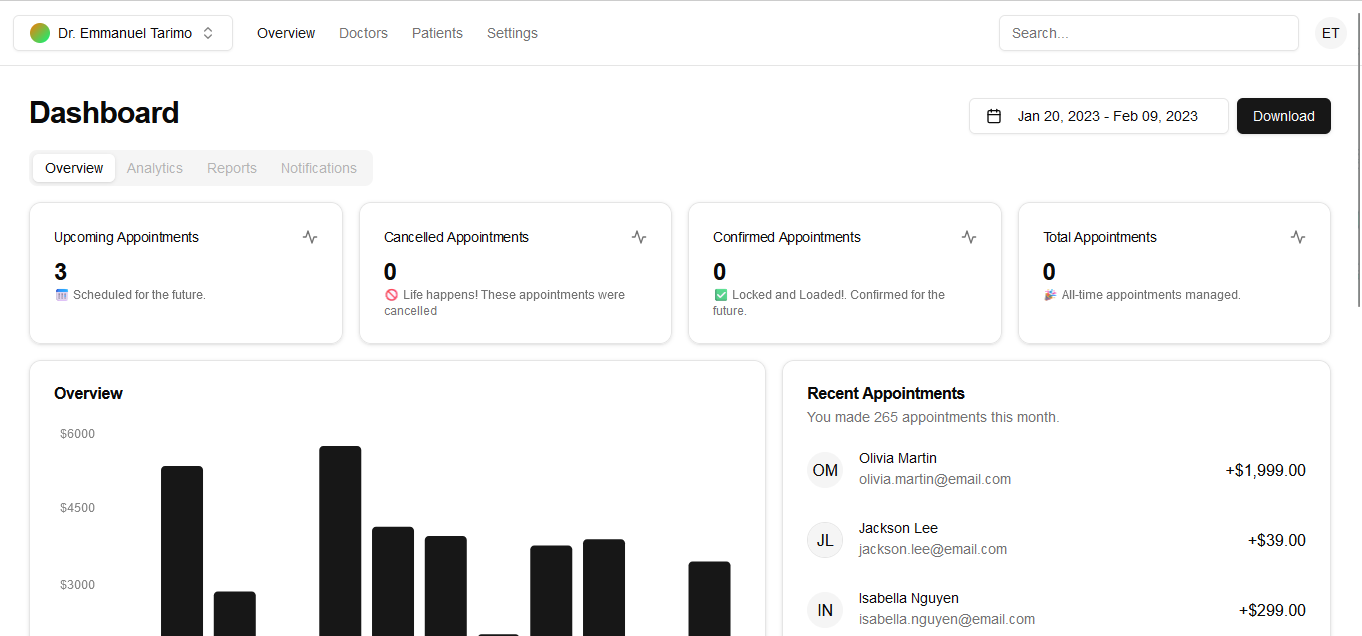 Dr. Emmanuel Tarimo
Overview
Doctors
Patients
Settings
Search...
ET
Dashboard
Jan 20, 2023 - Feb 09, 2023
Download
Overview
Analytics
Reports
Notifications
Upcoming Appointments
3
🗓️ Scheduled for the future.
Cancelled Appointments
0
🚫 Life happens! These appointments were
cancelled
Confirmed Appointments
0
✅ Locked and Loaded!. Confirmed for the
future.
Total Appointments
0
🎉 All-time appointments managed.
Overview
$6000
$4500
$3000
Recent Appointments
You made 265 appointments this month.
OM
Olivia Martin
olivia.martin@email.com
+$1,999.00
JL
Jackson Lee
jackson.lee@email.com
+$39.00
IN
Isabella Nguyen
isabella.nguyen@email.com
+$299.00